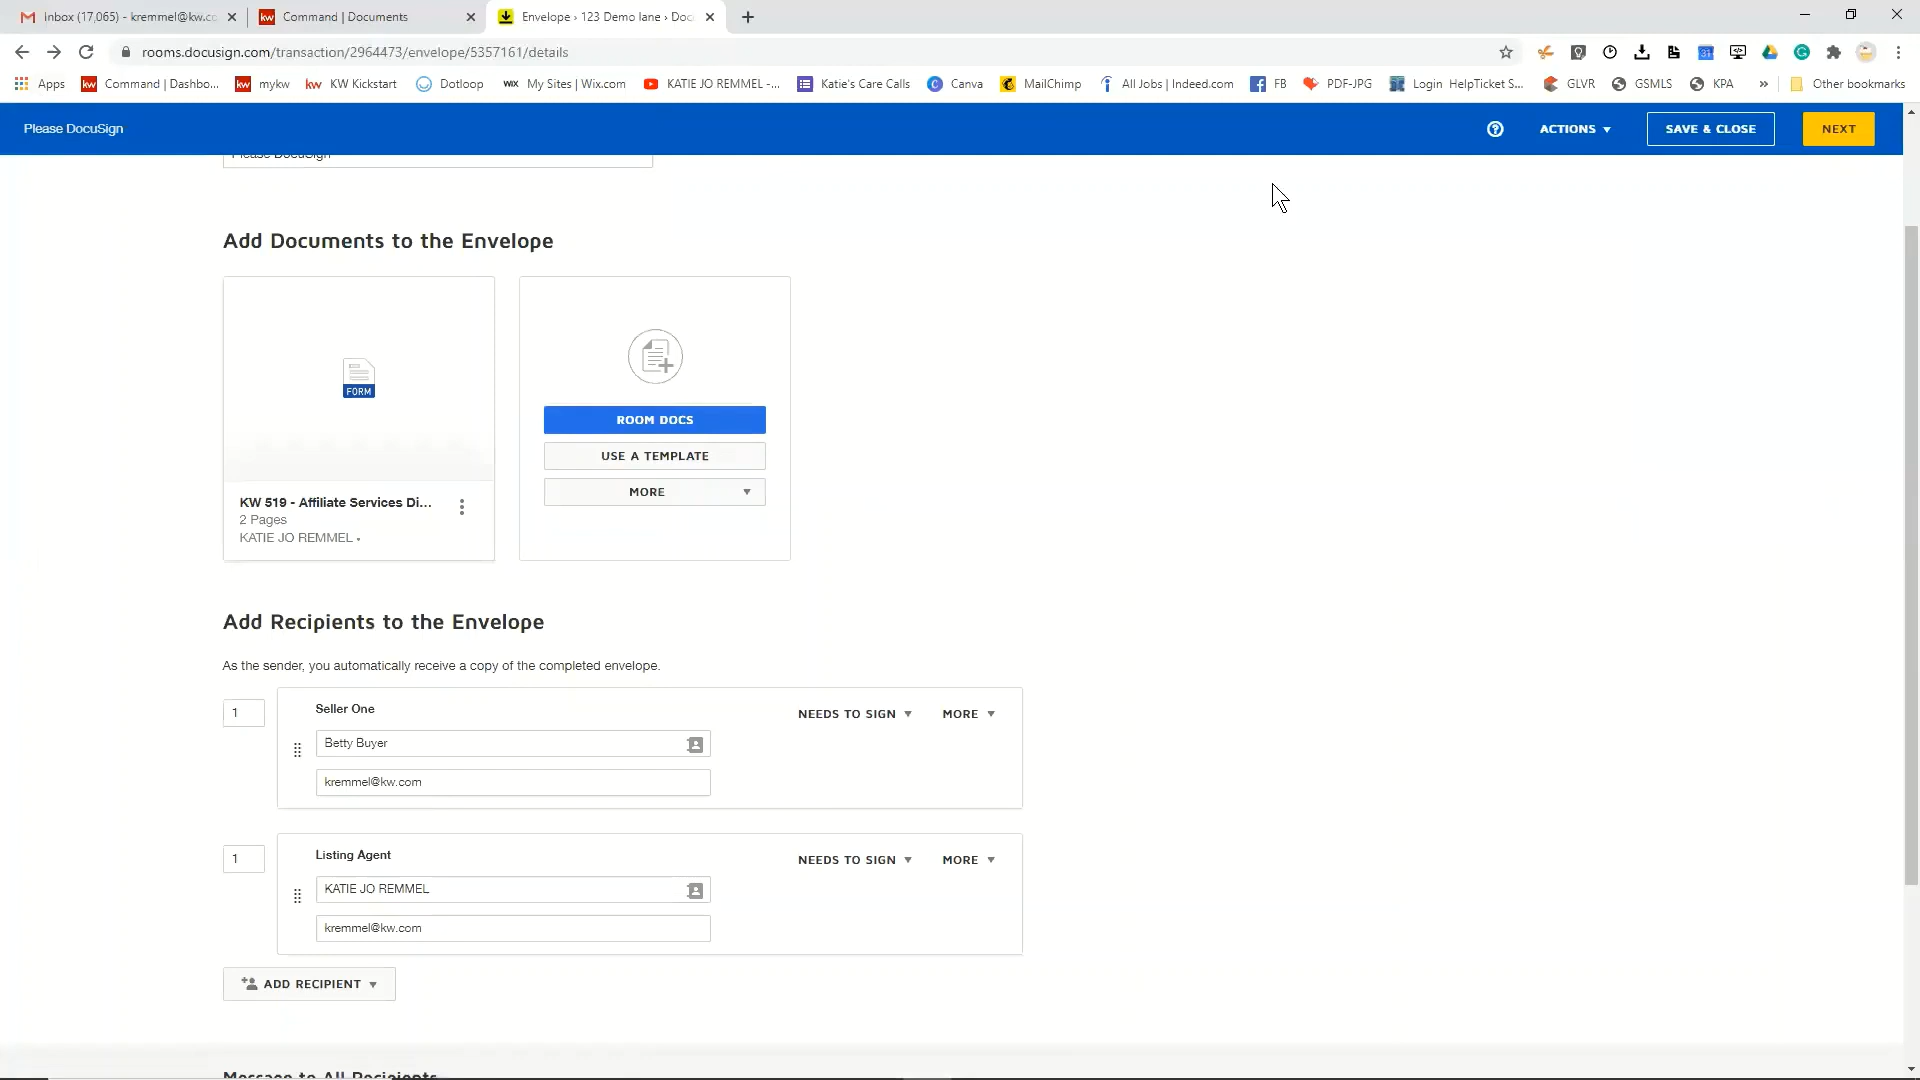 Inbox (17,065) - kremmel@kw.co
Command | Documents
Envelope › 123 Demo lane › Doc
rooms.docusign.com/transaction/2964473/envelope/5357161/details
Apps
Command | Dashbo...
mykw
KW Kickstart
Dotloop
My Sites | Wix.com
KATIE JO REMMEL -...
Katie's Care Calls
Canva
MailChimp
All Jobs | Indeed.com
FB
PDF-JPG
Login HelpTicket S...
GLVR
GSMLS
KPA
»
Other bookmarks
Please DocuSign
ACTIONS
SAVE & CLOSE
NEXT
Please DocuSign
Add Documents to the Envelope
FORM
KW 519 - Affiliate Services Di...
2 Pages
KATIE JO REMMEL •
ROOM DOCS
USE A TEMPLATE
MORE
Add Recipients to the Envelope
As the sender, you automatically receive a copy of the completed envelope.
1
Seller One
NEEDS TO SIGN
MORE
Betty Buyer
kremmel@kw.com
1
Listing Agent
NEEDS TO SIGN
MORE
KATIE JO REMMEL
kremmel@kw.com
ADD RECIPIENT
Message to All Recipients